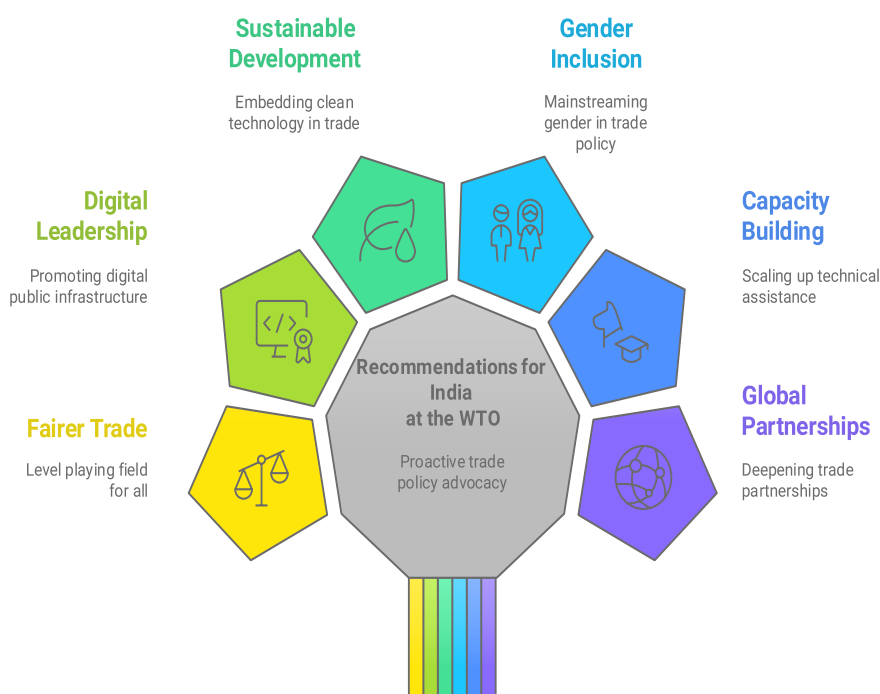 Sustainable
Development
Embedding clean
technology in trade
Gender
Inclusion
Mainstreaming
gender in trade
policy
Digital
Leadership
Promoting digital
public infrastructure
Capacity
Building
Scaling up technical
assistance
Fairer Trade
Level playing field
for all
Recommendations for
India
at the WTO
Proactive trade
policy advocacy
Global
Partnerships
Deepening trade
partnerships